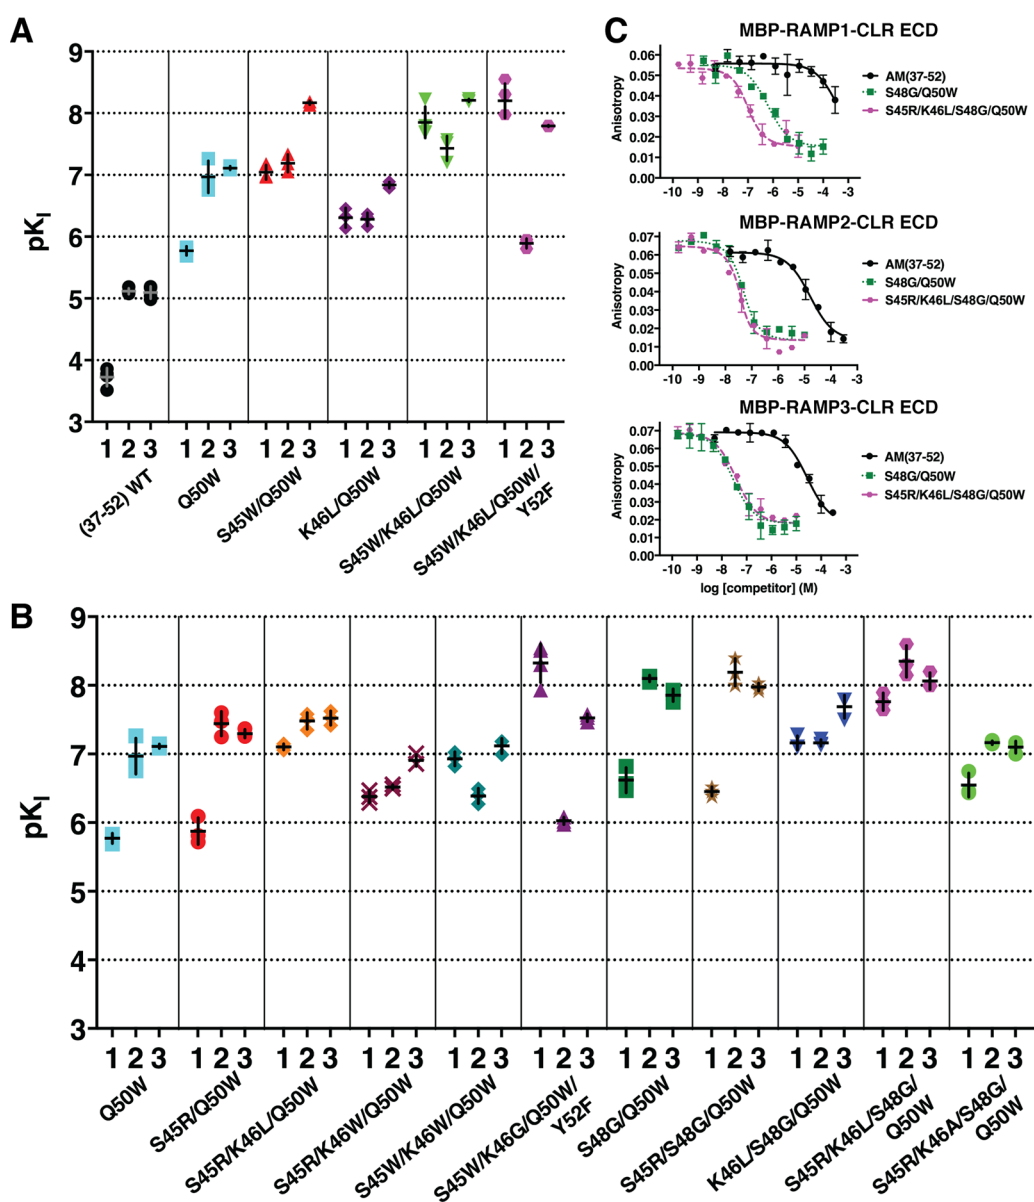 A
9
8
7
6
5
4
3
pKI
1 2 3 1 2 3 1 2 3 1 2 3 1 2 3 1 2 3
(37-52) WT
Q50W
S45W/Q50W
K46L/Q50W
S45W/K46L/Q50W
S45W/K46L/Q50W/
Y52F
C
MBP-RAMP1-CLR ECD
0.06
0.05
0.04
0.03
0.02
0.01
0.00
Anisotropy
-10 -9 -8 -7 -6 -5 -4 -3
AM(37-52)
S48G/Q50W
S45R/K46L/S48G/Q50W
MBP-RAMP2-CLR ECD
0.07
0.06
0.05
0.04
0.03
0.02
0.01
0.00
Anisotropy
-10 -9 -8 -7 -6 -5 -4 -3
AM(37-52)
S48G/Q50W
S45R/K46L/S48G/Q50W
MBP-RAMP3-CLR ECD
0.07
0.06
0.05
0.04
0.03
0.02
0.01
0.00
Anisotropy
-10 -9 -8 -7 -6 -5 -4 -3
log [competitor] (M)
AM(37-52)
S48G/Q50W
S45R/K46L/S48G/Q50W
B
9
8
7
6
5
4
3
pKI
1 2 3 1 2 3 1 2 3 1 2 3 1 2 3 1 2 3 1 2 3 1 2 3 1 2 3 1 2 3 1 2 3
Q50W
S45R/Q50W
S45R/K46L/Q50W
S45R/K46W/Q50W
S45W/K46W/Q50W
S45W/K46G/Q50W/
Y52F
S48G/Q50W
S45R/S48G/Q50W
K46L/S48G/Q50W
S45R/K46L/S48G/
Q50W
S45R/K46A/S48G/
Q50W